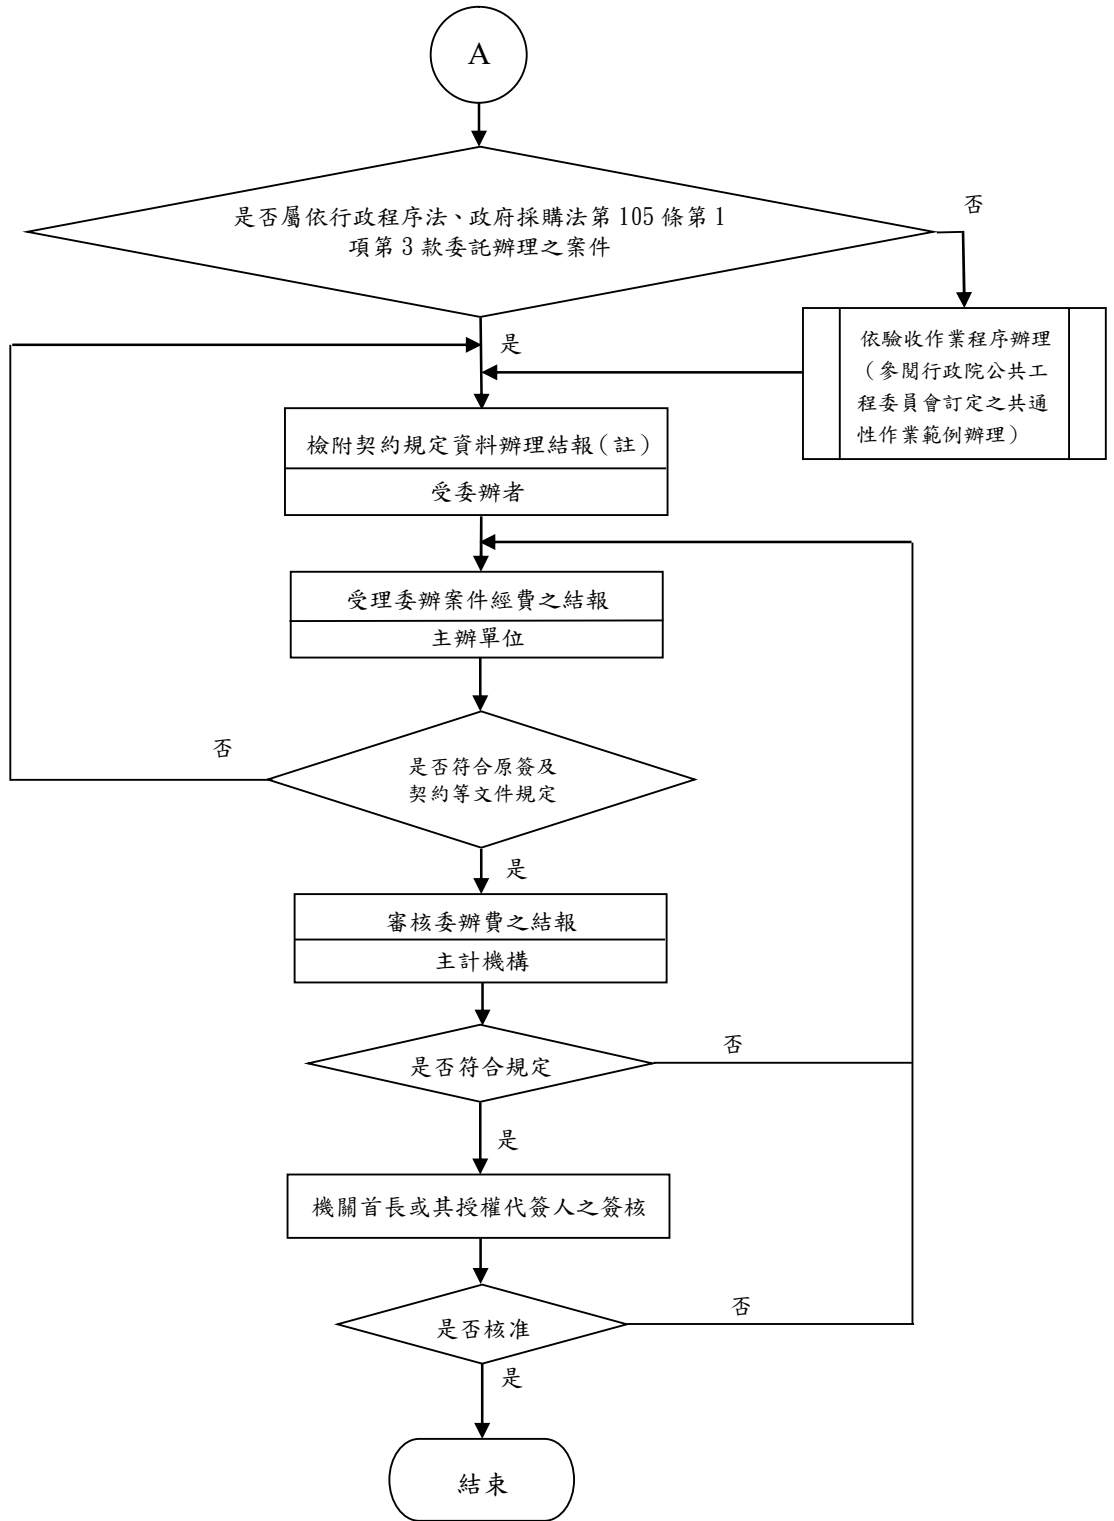 A
是否屬依行政程序法、政府採購法第 105 條第 1
項第 3 款委託辦理之案件
否
是
依驗收作業程序辦理
（參閱行政院公共工
程委員會訂定之共通
性作業範例辦理）
檢附契約規定資料辦理結報（註）
受委辦者
受理委辦案件經費之結報
主辦單位
否
是否符合原簽及
契約等文件規定
是
審核委辦費之結報
主計機構
是否符合規定
否
是
機關首長或其授權代簽人之簽核
是否核准
否
是
結束